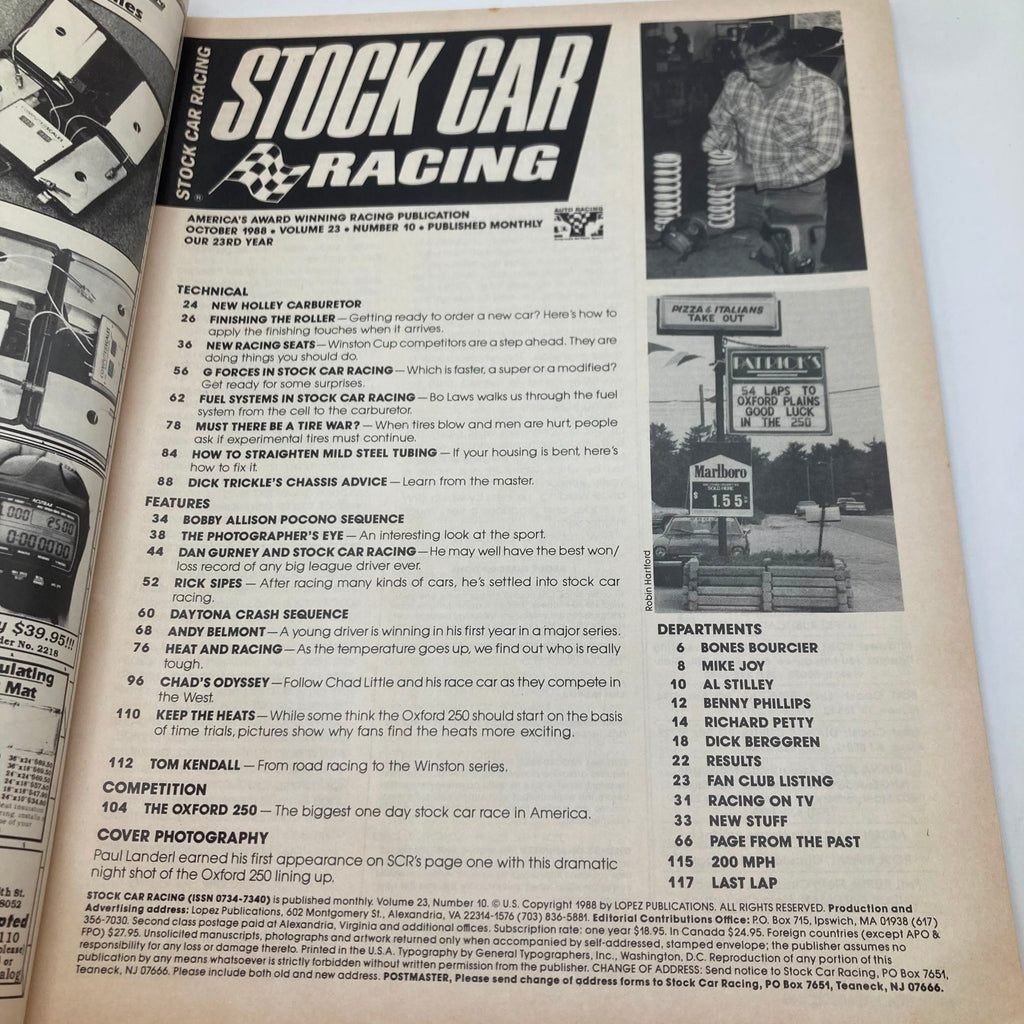 STOCK CAR RACING
STOCK CAR
RACING
®
AMERICA'S AWARD WINNING RACING PUBLICATION
OCTOBER 1988 • VOLUME 23 • NUMBER 10 • PUBLISHED MONTHLY
OUR 23RD YEAR
AUTO RACING
TECHNICAL
24 NEW HOLLEY CARBURETOR
26 FINISHING THE ROLLER — Getting ready to order a new car? Here's how to
apply the finishing touches when it arrives.
36 NEW RACING SEATS — Winston Cup competitors are a step ahead. They are
doing things you should do.
56 G FORCES IN STOCK CAR RACING — Which is faster, a super or a modified?
Get ready for some surprises.
62 FUEL SYSTEMS IN STOCK CAR RACING — Bo Laws walks us through the fuel
system from the cell to the carburetor.
78 MUST THERE BE A TIRE WAR? — When tires blow and men are hurt, people
ask if experimental tires must continue.
84 HOW TO STRAIGHTEN MILD STEEL TUBING — If your housing is bent, here's
how to fix it.
88 DICK TRICKLE'S CHASSIS ADVICE — Learn from the master.
FEATURES
34 BOBBY ALLISON POCONO SEQUENCE
38 THE PHOTOGRAPHER'S EYE — An interesting look at the sport.
44 DAN GURNEY AND STOCK CAR RACING — He may well have the best won/
loss record of any big league driver ever.
52 RICK SIPES — After racing many kinds of cars, he's settled into stock car
racing.
60 DAYTONA CRASH SEQUENCE
68 ANDY BELMONT — A young driver is winning in his first year in a major series.
76 HEAT AND RACING — As the temperature goes up, we find out who is really
tough.
96 CHAD'S ODYSSEY — Follow Chad Little and his race car as they compete in
the West.
110 KEEP THE HEATS — While some think the Oxford 250 should start on the basis
of time trials, pictures show why fans find the heats more exciting.
112 TOM KENDALL — From road racing to the Winston series.
COMPETITION
104 THE OXFORD 250 — The biggest one day stock car race in America.
COVER PHOTOGRAPHY
Paul Landerl earned his first appearance on SCR's page one with this dramatic
night shot of the Oxford 250 lining up.
PIZZA & ITALIANS
TAKE OUT
PATRICK'S
54 LAPS TO
OXFORD PLAINS
GOOD LUCK
IN THE 250
Marlboro
SOLD HERE
$ 1.55
Robin Hartford
DEPARTMENTS
6 BONES BOURCIER
8 MIKE JOY
10 AL STILLEY
12 BENNY PHILLIPS
14 RICHARD PETTY
18 DICK BERGGREN
22 RESULTS
23 FAN CLUB LISTING
31 RACING ON TV
33 NEW STUFF
66 PAGE FROM THE PAST
115 200 MPH
117 LAST LAP
STOCK CAR RACING (ISSN 0734-7340) is published monthly. Volume 23, Number 10. © U.S. Copyright 1988 by LOPEZ PUBLICATIONS. ALL RIGHTS RESERVED. Production and
Advertising address: Lopez Publications, 602 Montgomery St., Alexandria, VA 22314-1576 (703) 836-5881. Editorial Contributions Office: P.O. Box 715, Ipswich, MA 01938 (617)
356-7030. Second class postage paid at Alexandria, Virginia and additional offices. Subscription rate: one year $18.95. In Canada $24.95. Foreign countries (except APO &
FPO) $27.95. Unsolicited manuscripts, photographs and artwork returned only when accompanied by self-addressed, stamped envelope; the publisher assumes no
responsibility for any loss or damage thereto. Printed in the U.S.A. Typography by General Typographers, Inc., Washington, D.C. Reproduction of any portion of this
publication by any means whatsoever is strictly forbidden without written permission from the publisher. CHANGE OF ADDRESS: Send notice to Stock Car Racing, PO Box 7651,
Teaneck, NJ 07666. Please include both old and new address. POSTMASTER, Please send change of address forms to Stock Car Racing, PO Box 7651, Teaneck, NJ 07666.
$39.95!!!
No. 2218
Mat
St.
8052
110